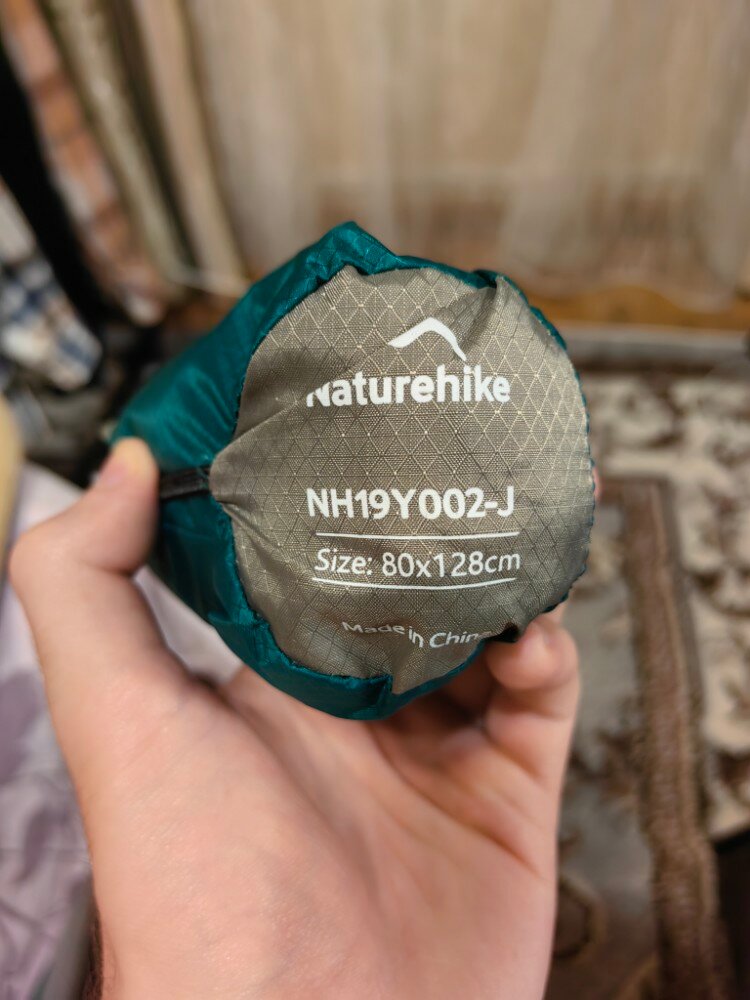 Naturehike
NH19Y002-J
Size: 80x128cm
Made in China